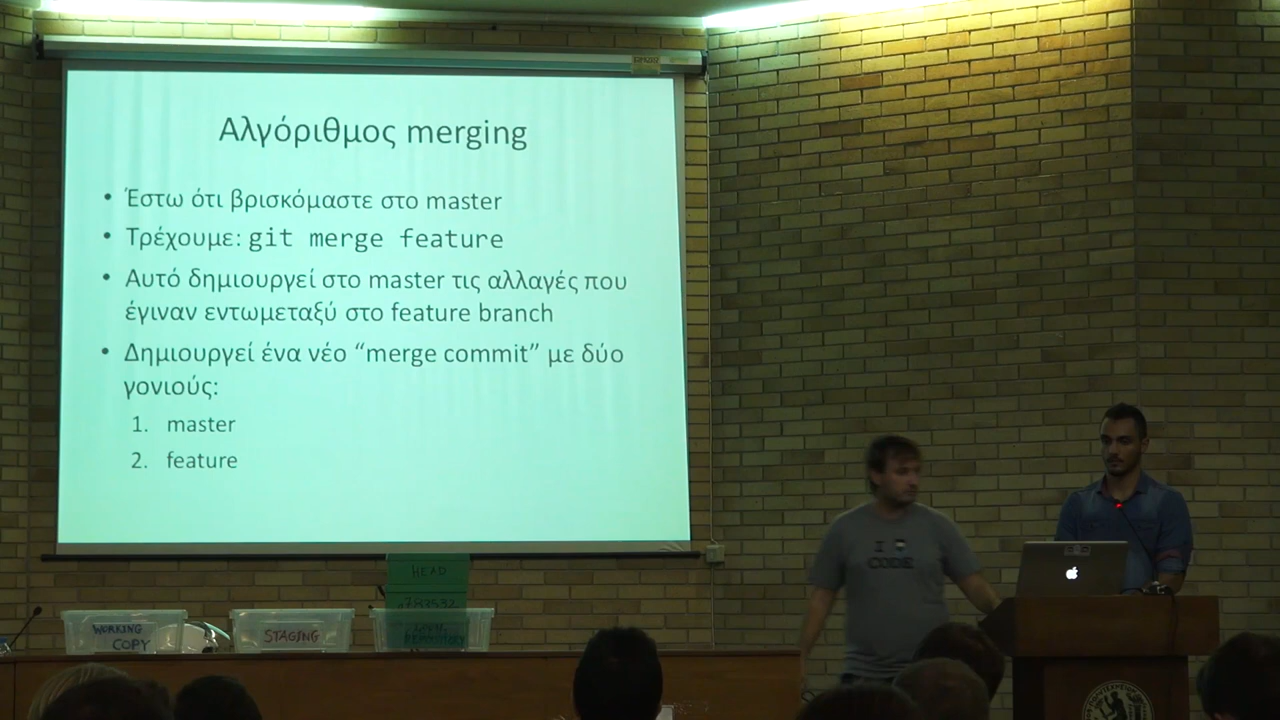 Αλγόριθμος merging
• Έστω ότι βρισκόμαστε στο master
• Τρέχουμε: git merge feature
• Αυτό δημιουργεί στο master τις αλλαγές που
έγιναν εντωμεταξύ στο feature branch
• Δημιουργεί ένα νέο “merge commit” με δύο
γονιούς:
1. master
2. feature
HEAD
WORKING
COPY
STAGING
I
CODE